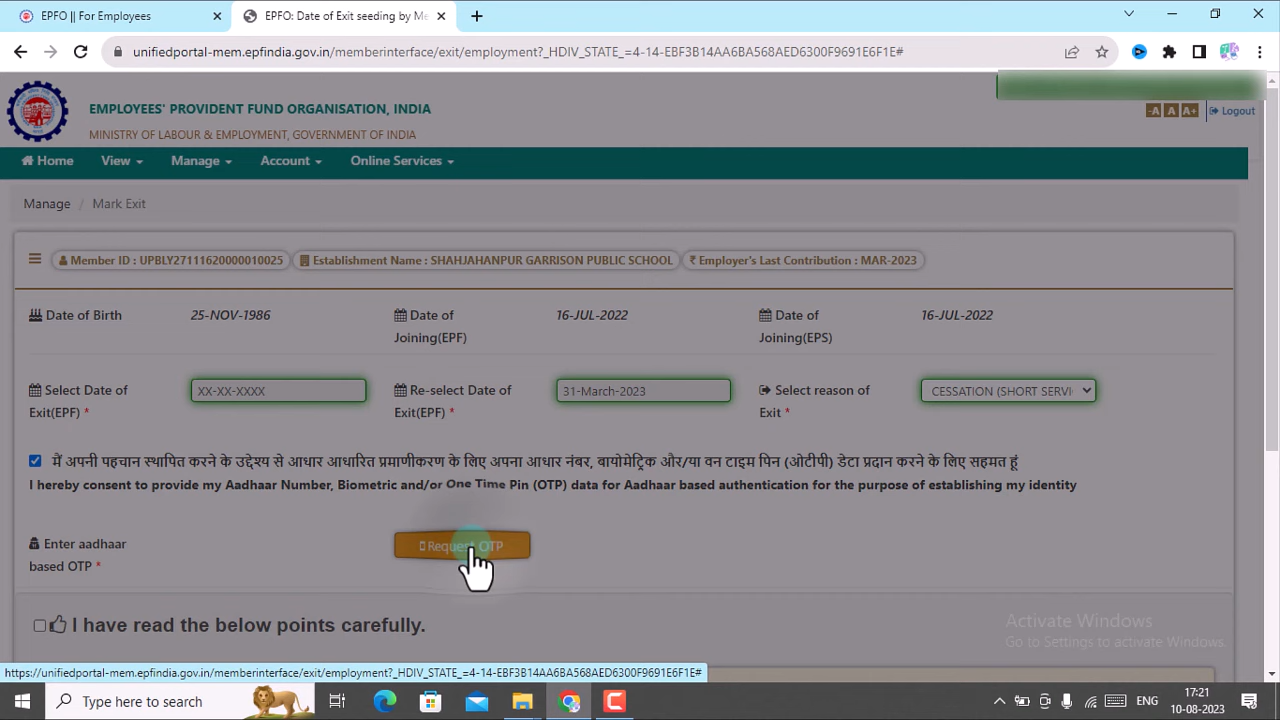 EPFO || For Employees
EPFO: Date of Exit seeding by Me
unifiedportal-mem.epfindia.gov.in/memberinterface/exit/employment?_HDIV_STATE_=4-14-EBF3B14AA6BA568AED6300F9691E6F1E#
EMPLOYEES' PROVIDENT FUND ORGANISATION, INDIA
MINISTRY OF LABOUR & EMPLOYMENT, GOVERNMENT OF INDIA
-A A A+ Logout
Home View Manage Account Online Services
Manage / Mark Exit
Member ID : UPBLY27111620000010025 Establishment Name : SHAHJAHANPUR GARRISON PUBLIC SCHOOL ₹ Employer's Last Contribution : MAR-2023
Date of Birth 25-NOV-1986 Date of Joining(EPF) 16-JUL-2022 Date of Joining(EPS) 16-JUL-2022
Select Date of Exit(EPF) * XX-XX-XXXX Re-select Date of Exit(EPF) * 31-March-2023 Select reason of Exit * CESSATION (SHORT SERVI
मैं अपनी पहचान स्थापित करने के उद्देश्य से आधार आधारित प्रमाणीकरण के लिए अपना आधार नंबर, बायोमेट्रिक और/या वन टाइम पिन (ओटीपी) डेटा प्रदान करने के लिए सहमत हूं
I hereby consent to provide my Aadhaar Number, Biometric and/or One Time Pin (OTP) data for Aadhaar based authentication for the purpose of establishing my identity
Enter aadhaar based OTP * Request OTP
I have read the below points carefully.
Activate Windows
Go to Settings to activate Windows.
https://unifiedportal-mem.epfindia.gov.in/memberinterface/exit/employment?_HDIV_STATE_=4-14-EBF3B14AA6BA568AED6300F9691E6F1E#
Type here to search
ENG
17:21
10-08-2023